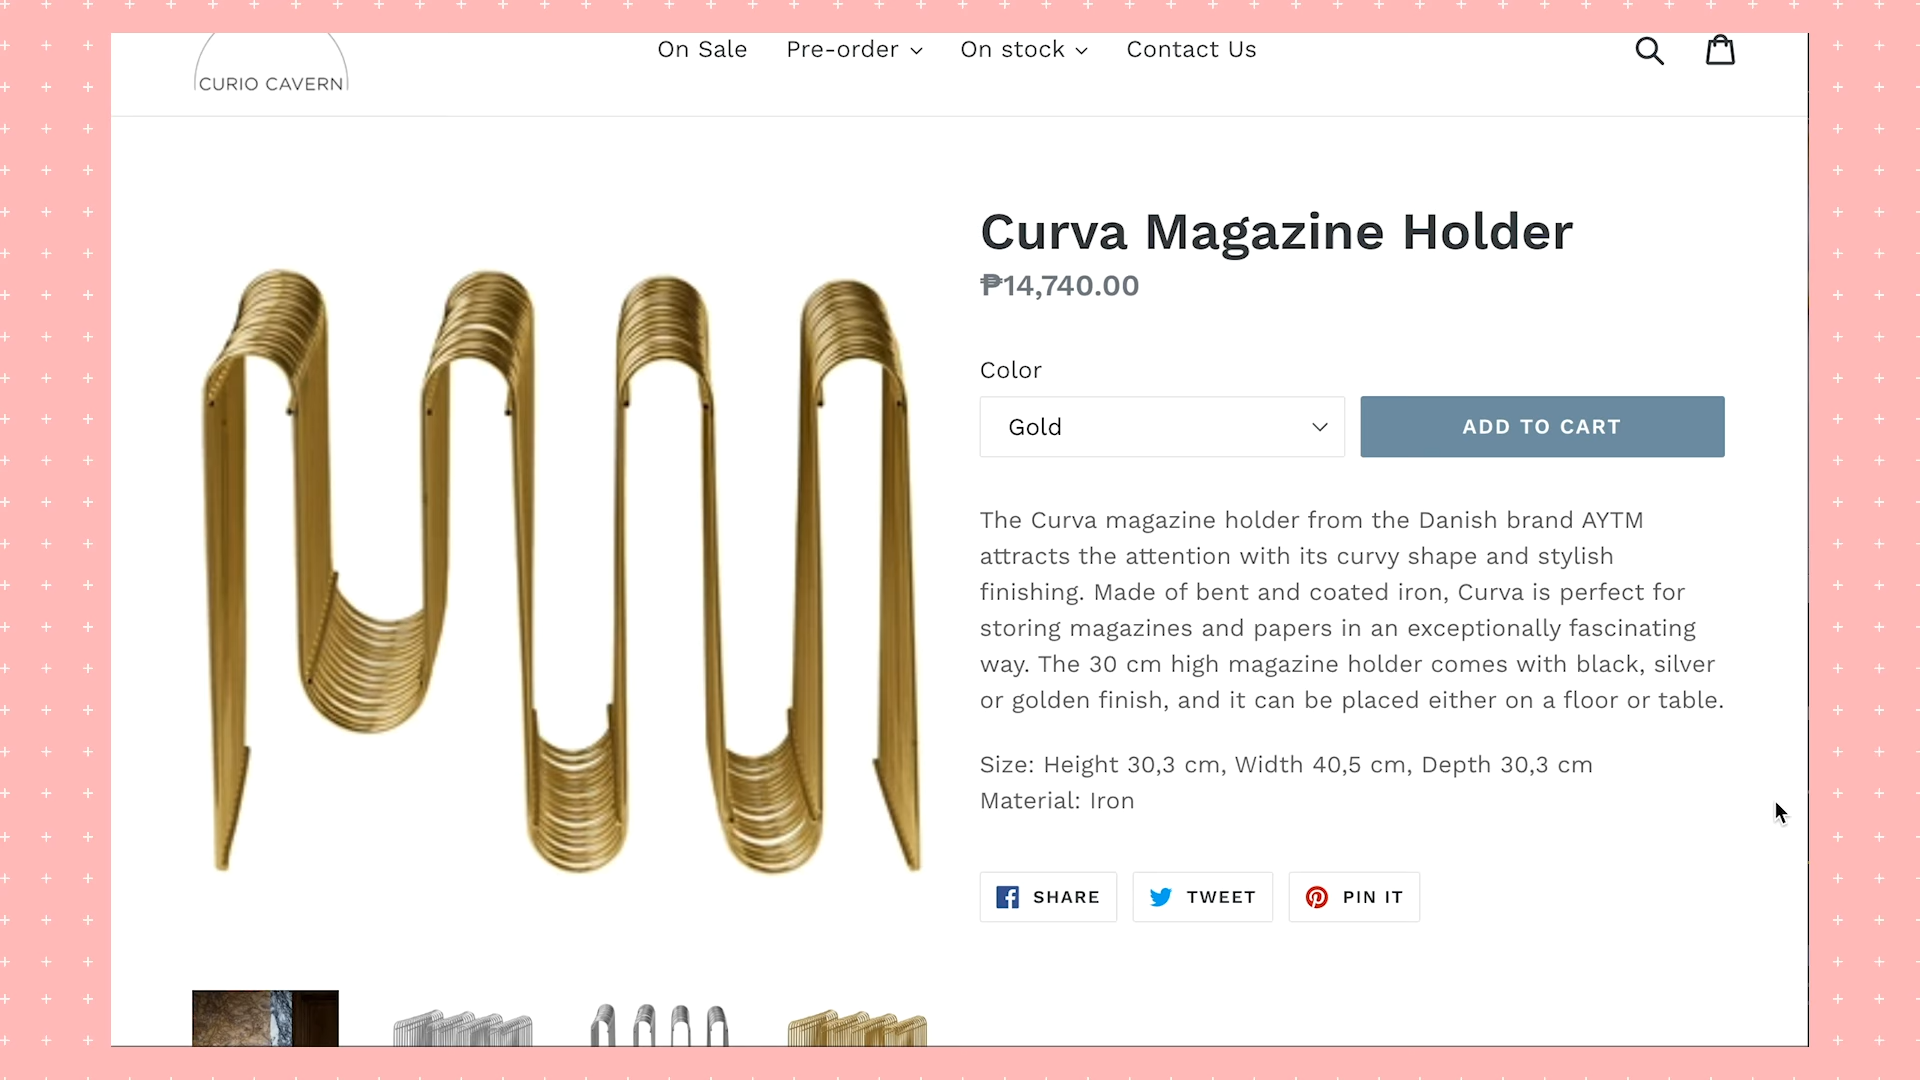 CURIO CAVERN
On Sale
Pre-order
On stock
Contact Us
Curva Magazine Holder
₱14,740.00
Color
Gold
ADD TO CART
The Curva magazine holder from the Danish brand AYTM
attracts the attention with its curvy shape and stylish
finishing. Made of bent and coated iron, Curva is perfect for
storing magazines and papers in an exceptionally fascinating
way. The 30 cm high magazine holder comes with black, silver
or golden finish, and it can be placed either on a floor or table.
Size: Height 30,3 cm, Width 40,5 cm, Depth 30,3 cm
Material: Iron
SHARE
TWEET
PIN IT